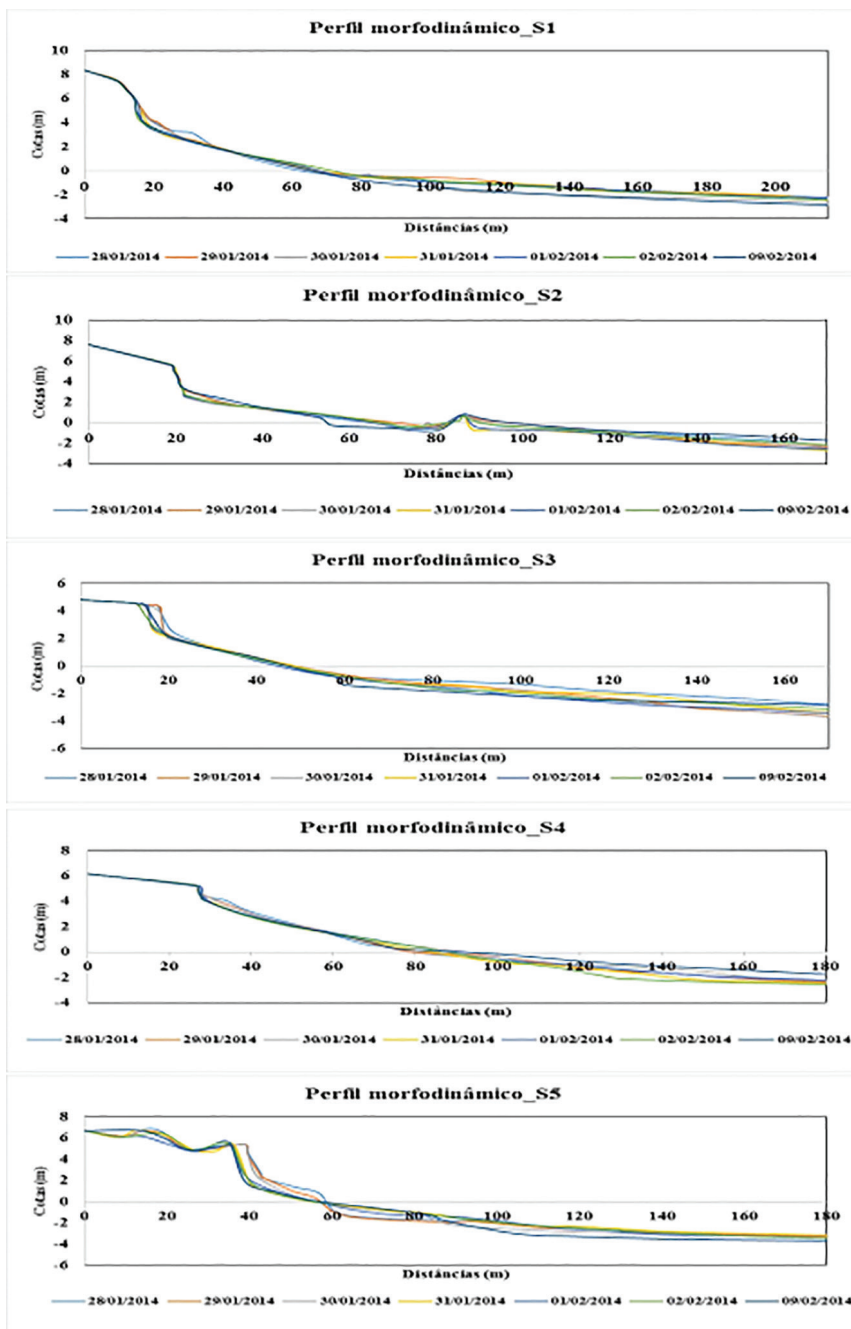 Perfil morfodinâmico_S1
10
8
6
4
2
0
-2
-4
Cotas (m)
0 20 40 60 80 100 120 140 160 180 200
Distâncias (m)
28/01/2014 29/01/2014 30/01/2014 31/01/2014 01/02/2014 02/02/2014 09/02/2014
Perfil morfodinâmico_S2
10
8
6
4
2
0
-2
-4
Cotas (m)
0 20 40 60 80 100 120 140 160
Distâncias (m)
28/01/2014 29/01/2014 30/01/2014 31/01/2014 01/02/2014 02/02/2014 09/02/2014
Perfil morfodinâmico_S3
6
4
2
0
-2
-4
-6
Cotas (m)
0 20 40 60 80 100 120 140 160
Distâncias (m)
28/01/2014 29/01/2014 30/01/2014 31/01/2014 01/02/2014 02/02/2014 09/02/2014
Perfil morfodinâmico_S4
8
6
4
2
0
-2
-4
Cotas (m)
0 20 40 60 80 100 120 140 160 180
Distâncias (m)
28/01/2014 29/01/2014 30/01/2014 31/01/2014 01/02/2014 02/02/2014 09/02/2014
Perfil morfodinâmico_S5
8
6
4
2
0
-2
-4
-6
Cotas (m)
0 20 40 60 80 100 120 140 160 180
Distâncias (m)
28/01/2014 29/01/2014 30/01/2014 31/01/2014 01/02/2014 02/02/2014 09/02/2014